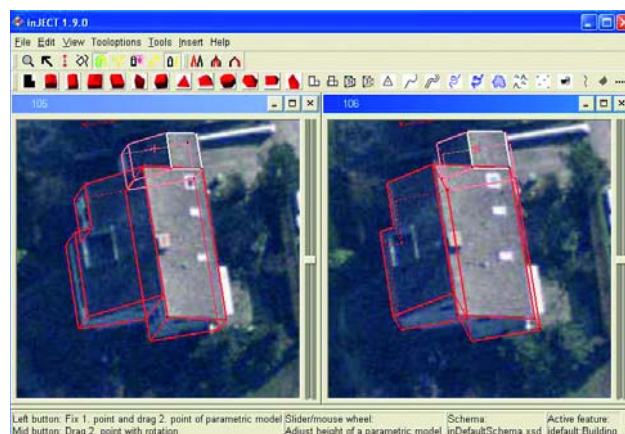 inJECT 1.9.0
File Edit View Tooloptions Tools Insert Help
105
106
Left button: Fix 1. point and drag 2. point of parametric model Slider/mouse wheel: Schema: Active feature:
Mid button: Drag 2. point with rotation Adjust height of a parametric model inDefaultSchema.xsd idefault:Building